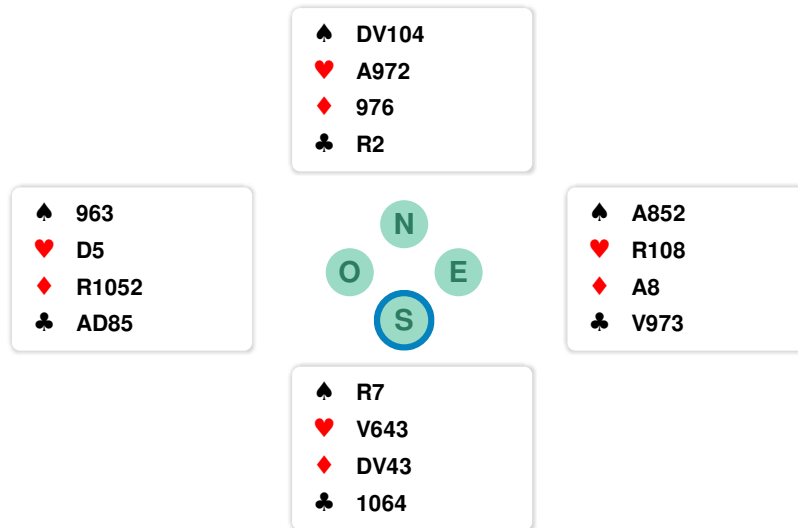 ♠ DV104
♥ A972
♦ 976
♣ R2
♠ 963
♥ D5
♦ R1052
♣ AD85
N
O E
S
♠ A852
♥ R108
♦ A8
♣ V973
♠ R7
♥ V643
♦ DV43
♣ 1064